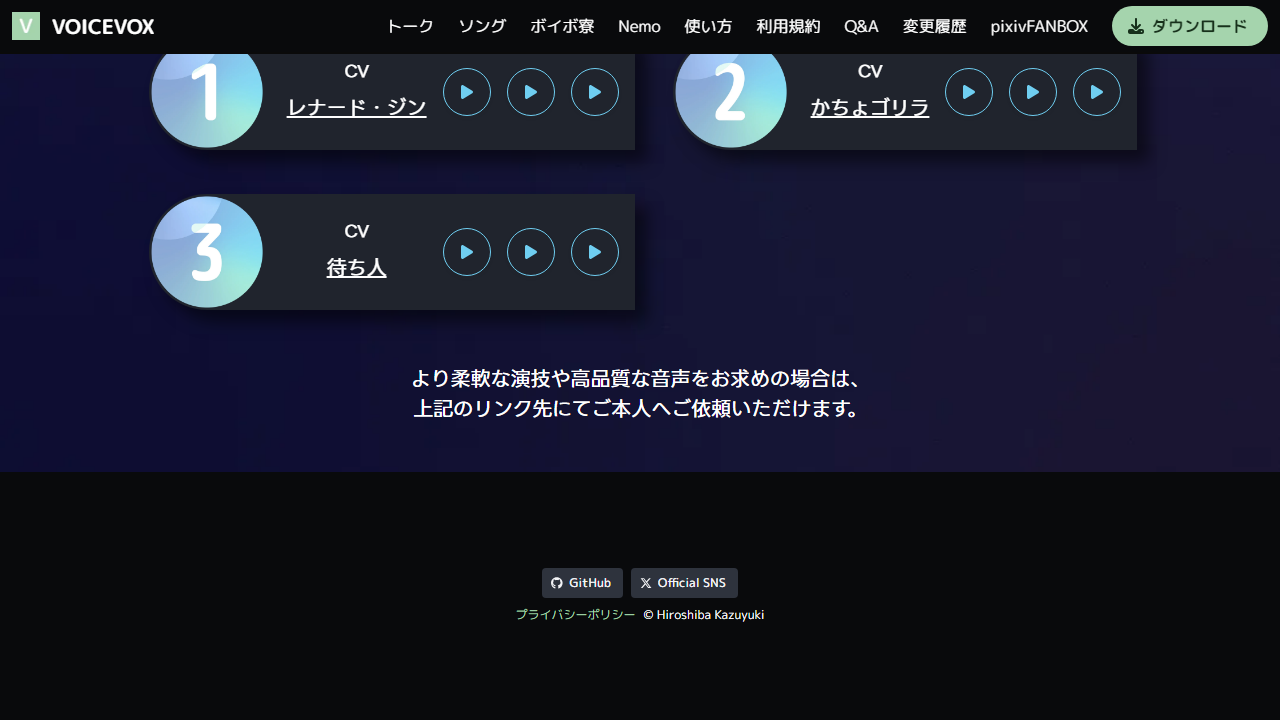 V VOICEVOX トーク ソング ボイボ寮 Nemo 使い方 利用規約 Q&A 変更履歴 pixivFANBOX ダウンロード
1 CV
レナード・ジン
2 CV
かちょゴリラ
3 CV
待ち人
より柔軟な演技や高品質な音声をお求めの場合は、
上記のリンク先にてご本人へご依頼いただけます。
GitHub Official SNS
プライバシーポリシー © Hiroshiba Kazuyuki